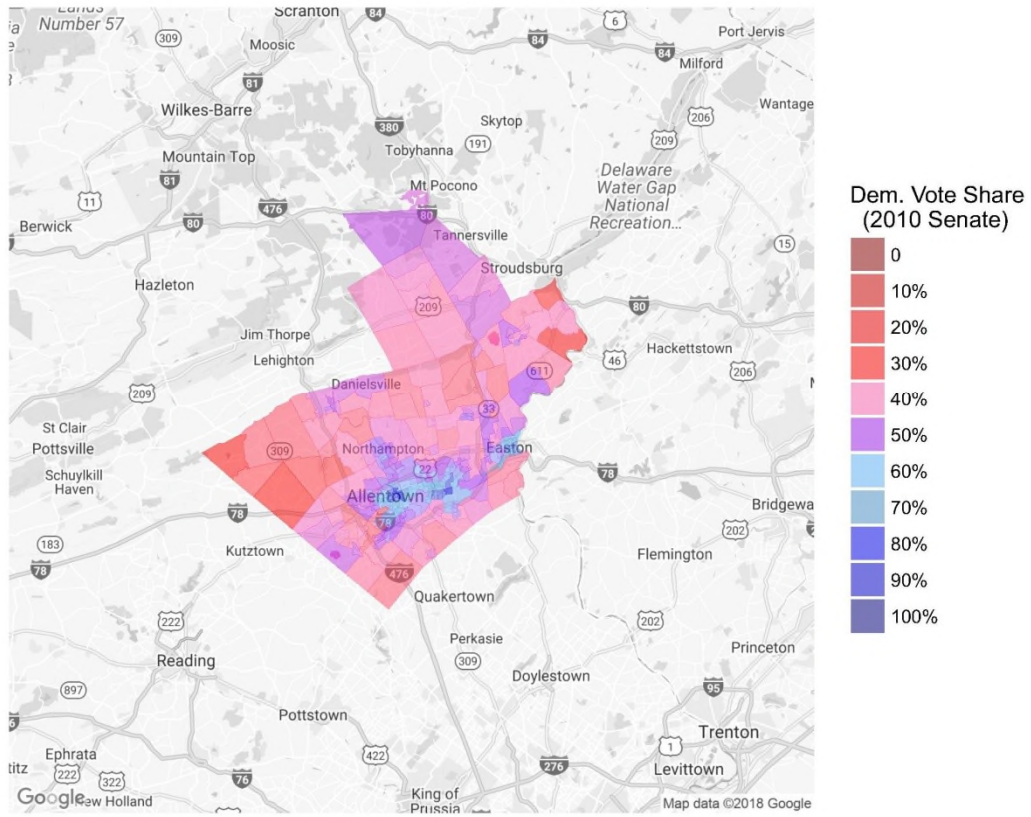 Lands
Number 57
Scranton
84
6
309
Moosic
84
84
Port Jervis
Milford
81
Wilkes-Barre
Wantage
206
380
Skytop
209
191
Tobyhanna
Mountain Top
Delaware
Water Gap
National
Recreation...
81
Mt Pocono
11
476
80
Berwick
80
Tannersville
15
Stroudsburg
Hazleton
209
80
Jim Thorpe
Lehighton
Hackettstown
46
611
206
209
Danielsville
33
St Clair
Pottsville
309
Northampton
Easton
22
78
Schuylkill
Haven
Allentown
78
78
Bridgewa
202
183
Kutztown
Flemington
78
476
Quakertown
222
202
Perkasie
309
Princeton
Reading
Doylestown
95
897
Pottstown
Trenton
422
1
Ephrata
276
Levittown
titz
222
322
76
King of
Prussia
Google
New Holland
Map data ©2018 Google
Dem. Vote Share
(2010 Senate)
0
10%
20%
30%
40%
50%
60%
70%
80%
90%
100%